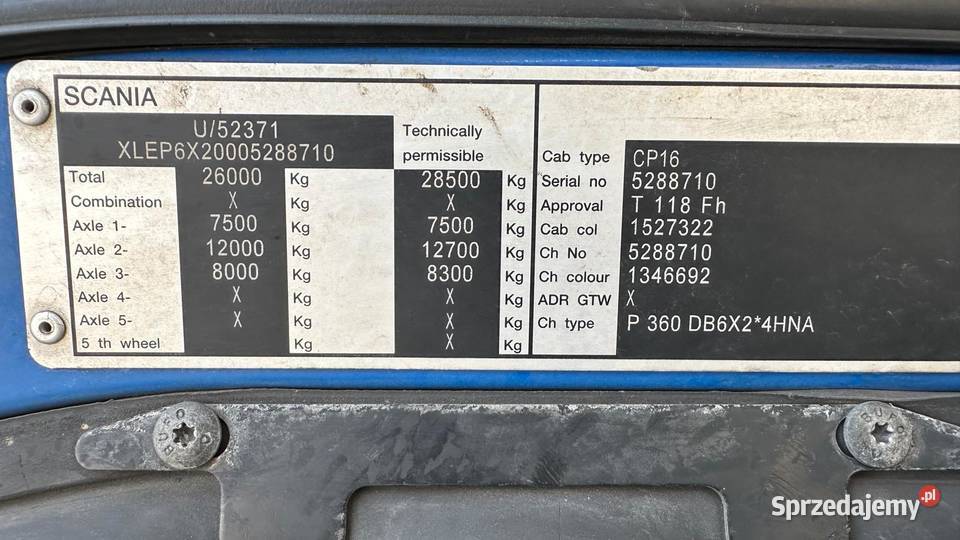 SCANIA
U/52371
XLEP6X20005288710
Technically
permissible
Total 26000 Kg 28500 Kg
Combination X Kg X Kg
Axle 1- 7500 Kg 7500 Kg
Axle 2- 12000 Kg 12700 Kg
Axle 3- 8000 Kg 8300 Kg
Axle 4- X Kg X Kg
Axle 5- X Kg X Kg
5 th wheel Kg X Kg
Cab type CP16
Serial no 5288710
Approval T 118 Fh
Cab col 1527322
Ch No 5288710
Ch colour 1346692
ADR GTW X
Ch type P 360 DB6X2*4HNA
Sprzedajemy.pl